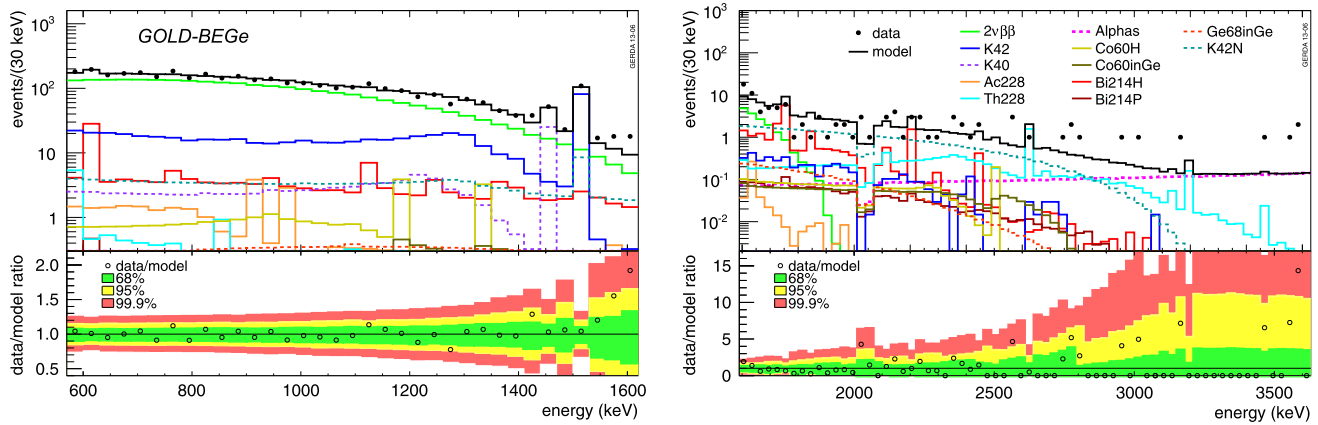 GOLD-BEGe
GERDA 13-06
events/(30 keV)
10³
10²
10
1
data/model
68%
95%
99.9%
data/model ratio
2.0
1.5
1.0
0.5
600 800 1000 1200 1400 1600
energy (keV)
data
model
2νββ
K42
K40
Ac228
Th228
Alphas
Co60H
Co60inGe
Bi214H
Bi214P
Ge68inGe
K42N
GERDA 13-06
events/(30 keV)
10³
10²
10
1
10⁻¹
10⁻²
data/model
68%
95%
99.9%
data/model ratio
15
10
5
0
2000 2500 3000 3500
energy (keV)